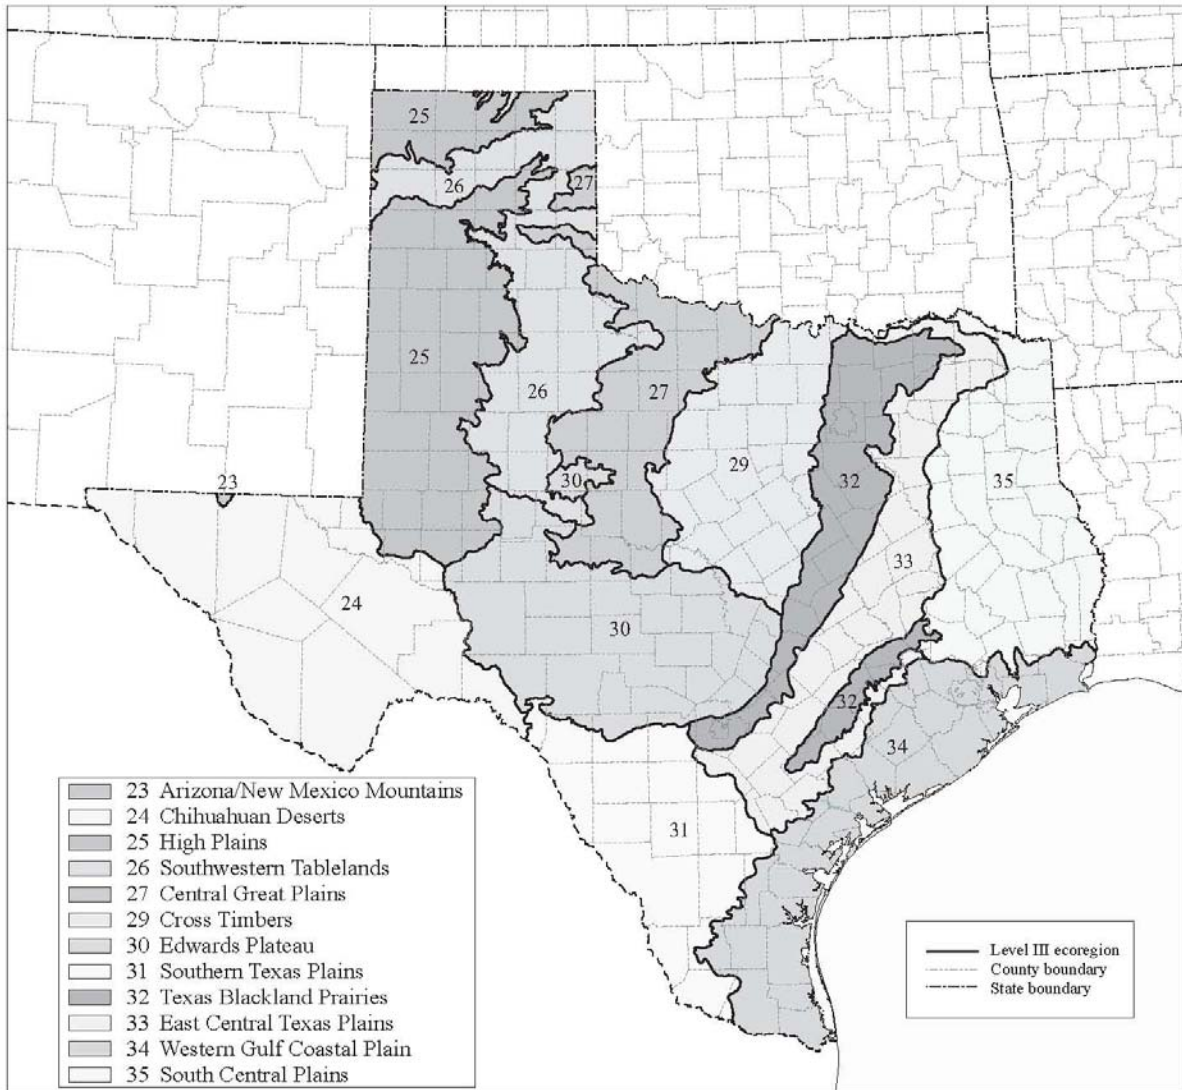 25
26
27
25
26
27
30
23
29
32
35
33
24
30
32
34
31
23 Arizona/New Mexico Mountains
24 Chihuahuan Deserts
25 High Plains
26 Southwestern Tablelands
27 Central Great Plains
29 Cross Timbers
30 Edwards Plateau
31 Southern Texas Plains
32 Texas Blackland Prairies
33 East Central Texas Plains
34 Western Gulf Coastal Plain
35 South Central Plains
Level III ecoregion
County boundary
State boundary